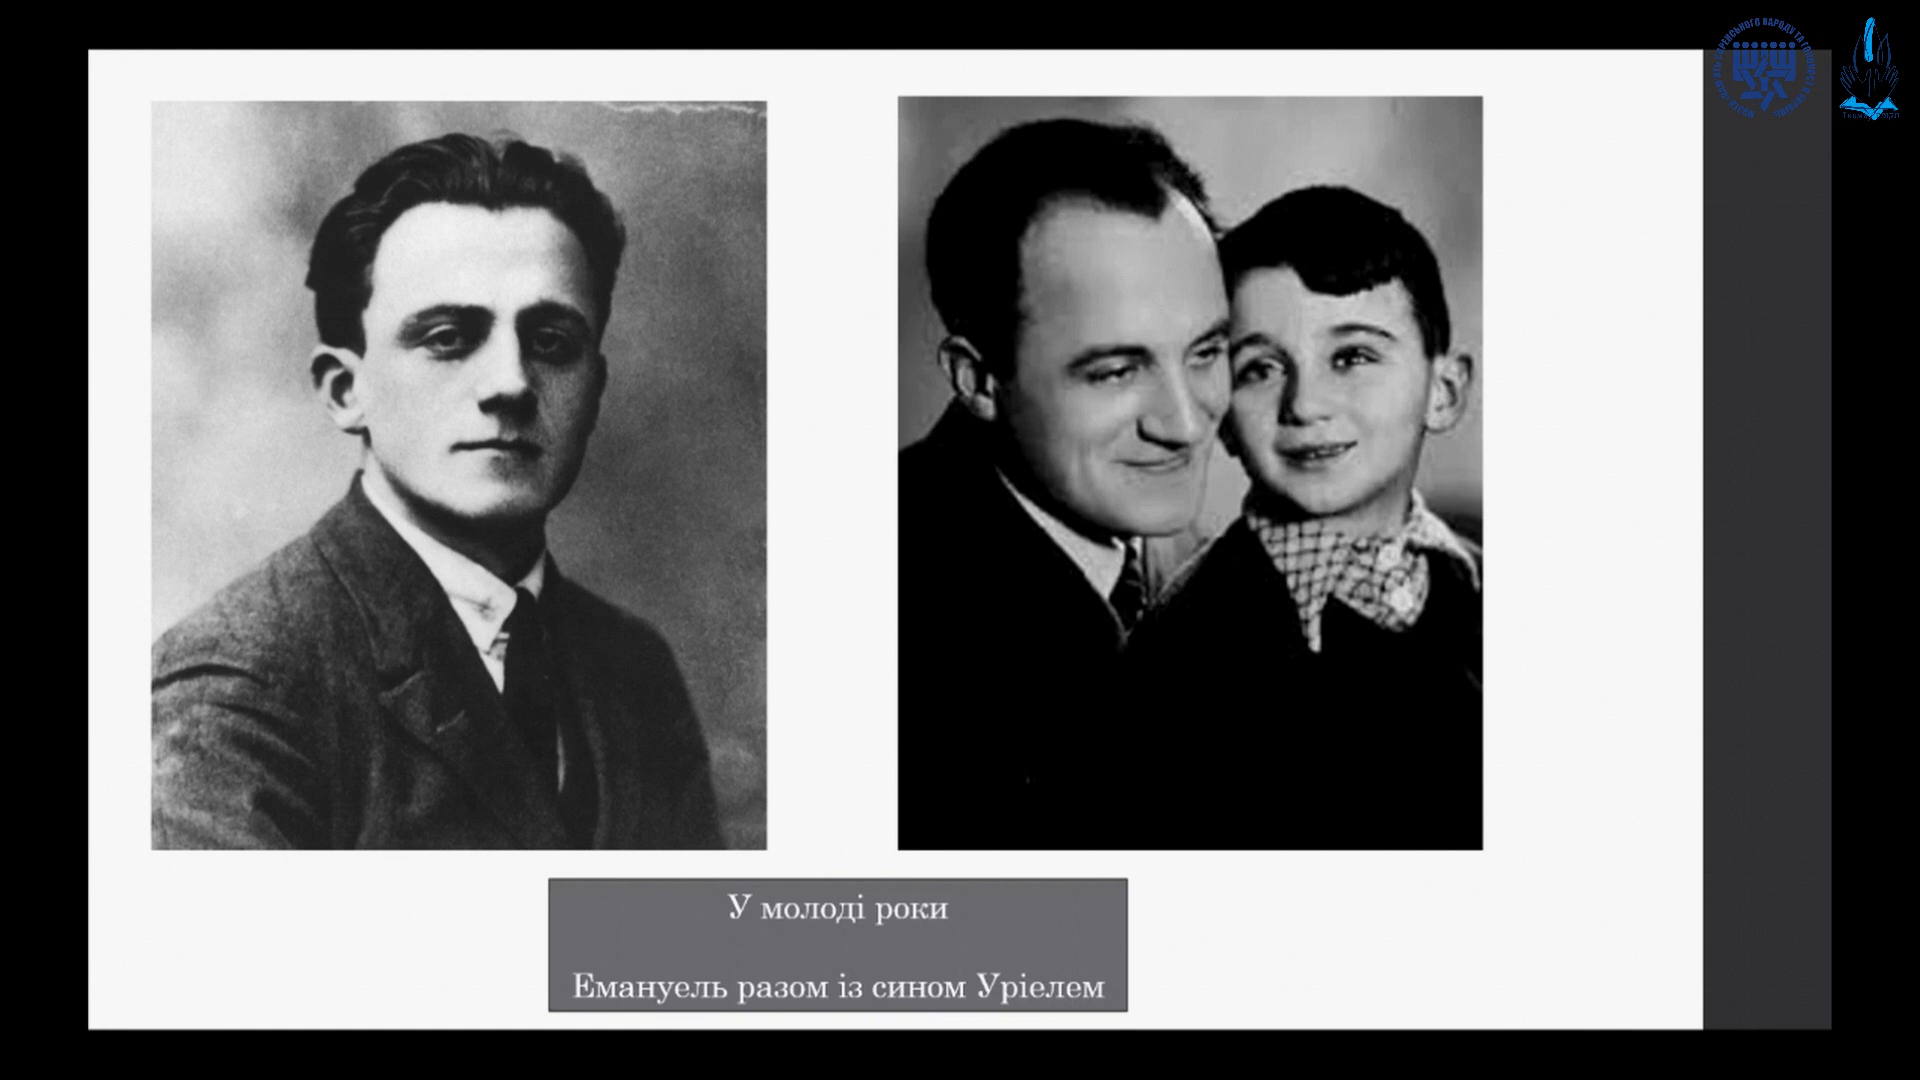 У молоді роки
Емануель разом із сином Уріелем